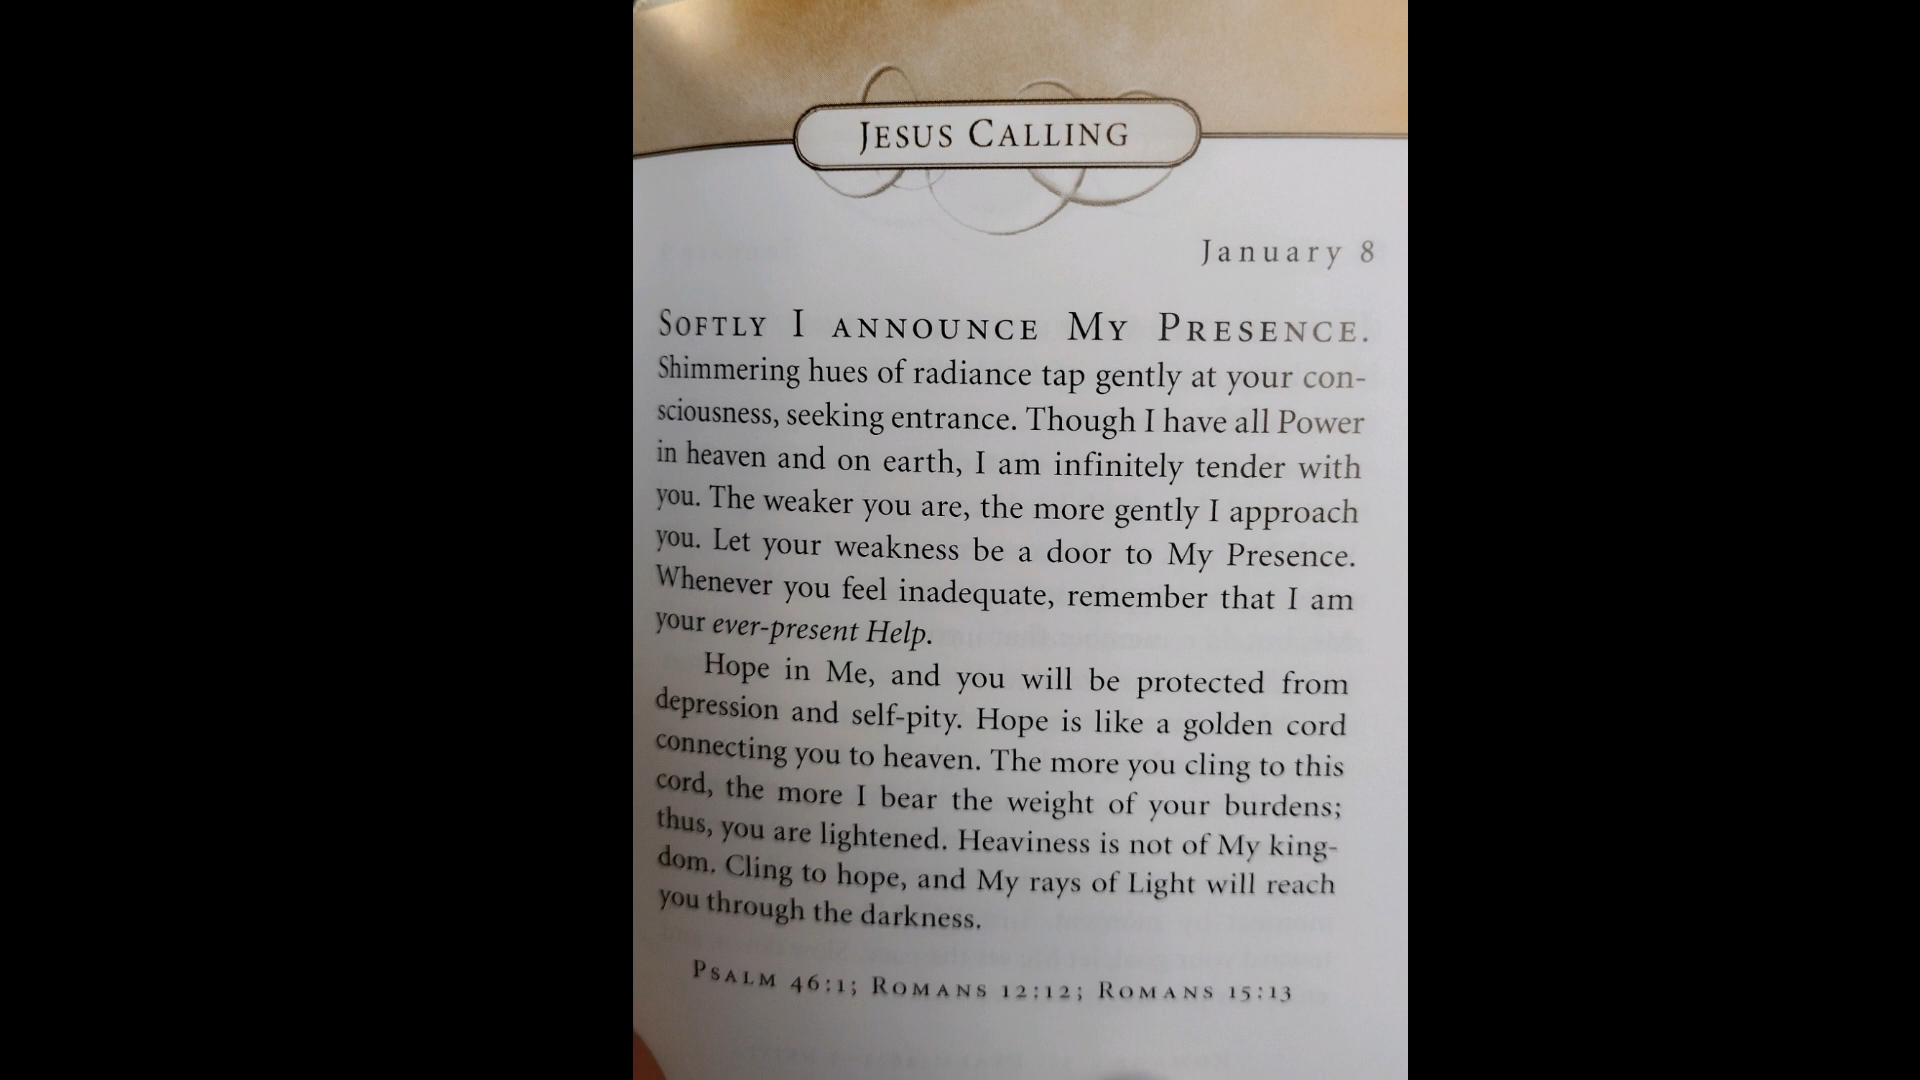 JESUS CALLING
January 8
SOFTLY I ANNOUNCE MY PRESENCE.
Shimmering hues of radiance tap gently at your con-
sciousness, seeking entrance. Though I have all Power
in heaven and on earth, I am infinitely tender with
you. The weaker you are, the more gently I approach
you. Let your weakness be a door to My Presence.
Whenever you feel inadequate, remember that I am
your ever-present Help.
Hope in Me, and you will be protected from
depression and self-pity. Hope is like a golden cord
connecting you to heaven. The more you cling to this
cord, the more I bear the weight of your burdens;
thus, you are lightened. Heaviness is not of My king-
dom. Cling to hope, and My rays of Light will reach
you through the darkness.
PSALM 46:1; ROMANS 12:12; ROMANS 15:13